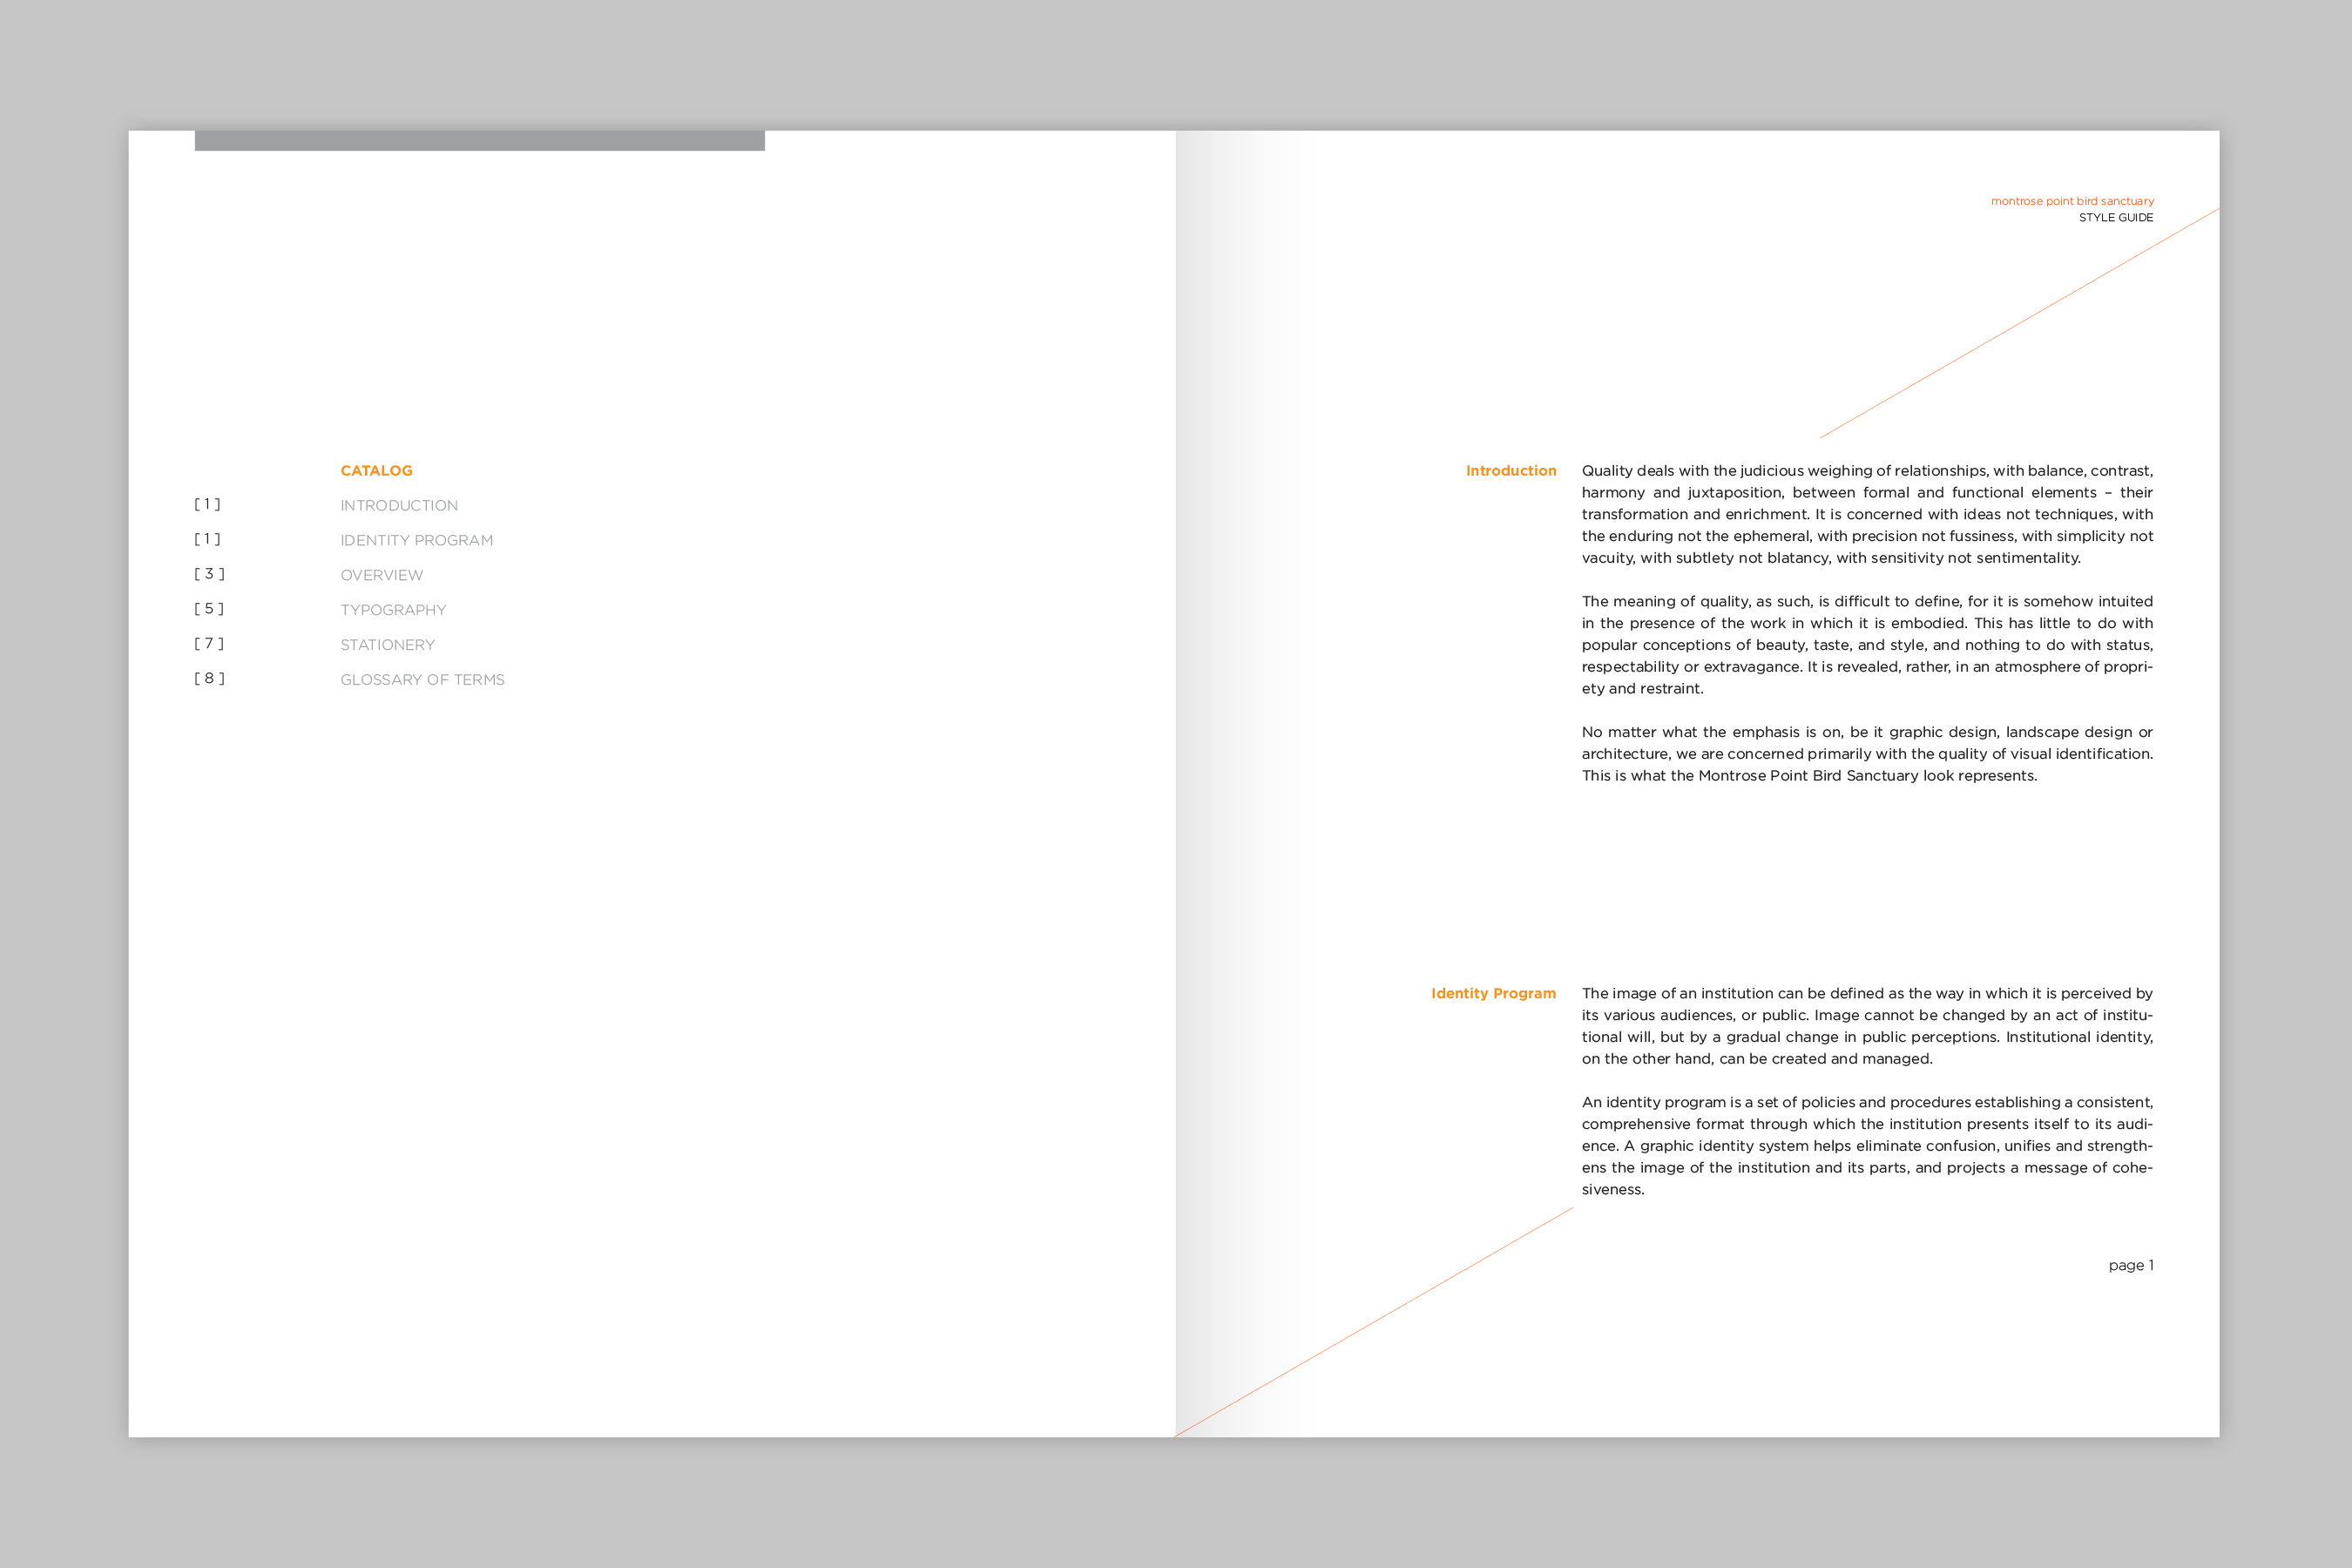 CATALOG
[ 1 ] INTRODUCTION
[ 1 ] IDENTITY PROGRAM
[ 3 ] OVERVIEW
[ 5 ] TYPOGRAPHY
[ 7 ] STATIONERY
[ 8 ] GLOSSARY OF TERMS
montrose point bird sanctuary
STYLE GUIDE
Introduction
Quality deals with the judicious weighing of relationships, with balance, contrast,
harmony and juxtaposition, between formal and functional elements – their
transformation and enrichment. It is concerned with ideas not techniques, with
the enduring not the ephemeral, with precision not fussiness, with simplicity not
vacuity, with subtlety not blatancy, with sensitivity not sentimentality.
The meaning of quality, as such, is difficult to define, for it is somehow intuited
in the presence of the work in which it is embodied. This has little to do with
popular conceptions of beauty, taste, and style, and nothing to do with status,
respectability or extravagance. It is revealed, rather, in an atmosphere of propri-
ety and restraint.
No matter what the emphasis is on, be it graphic design, landscape design or
architecture, we are concerned primarily with the quality of visual identification.
This is what the Montrose Point Bird Sanctuary look represents.
Identity Program
The image of an institution can be defined as the way in which it is perceived by
its various audiences, or public. Image cannot be changed by an act of institu-
tional will, but by a gradual change in public perceptions. Institutional identity,
on the other hand, can be created and managed.
An identity program is a set of policies and procedures establishing a consistent,
comprehensive format through which the institution presents itself to its audi-
ence. A graphic identity system helps eliminate confusion, unifies and strength-
ens the image of the institution and its parts, and projects a message of cohe-
siveness.
page 1